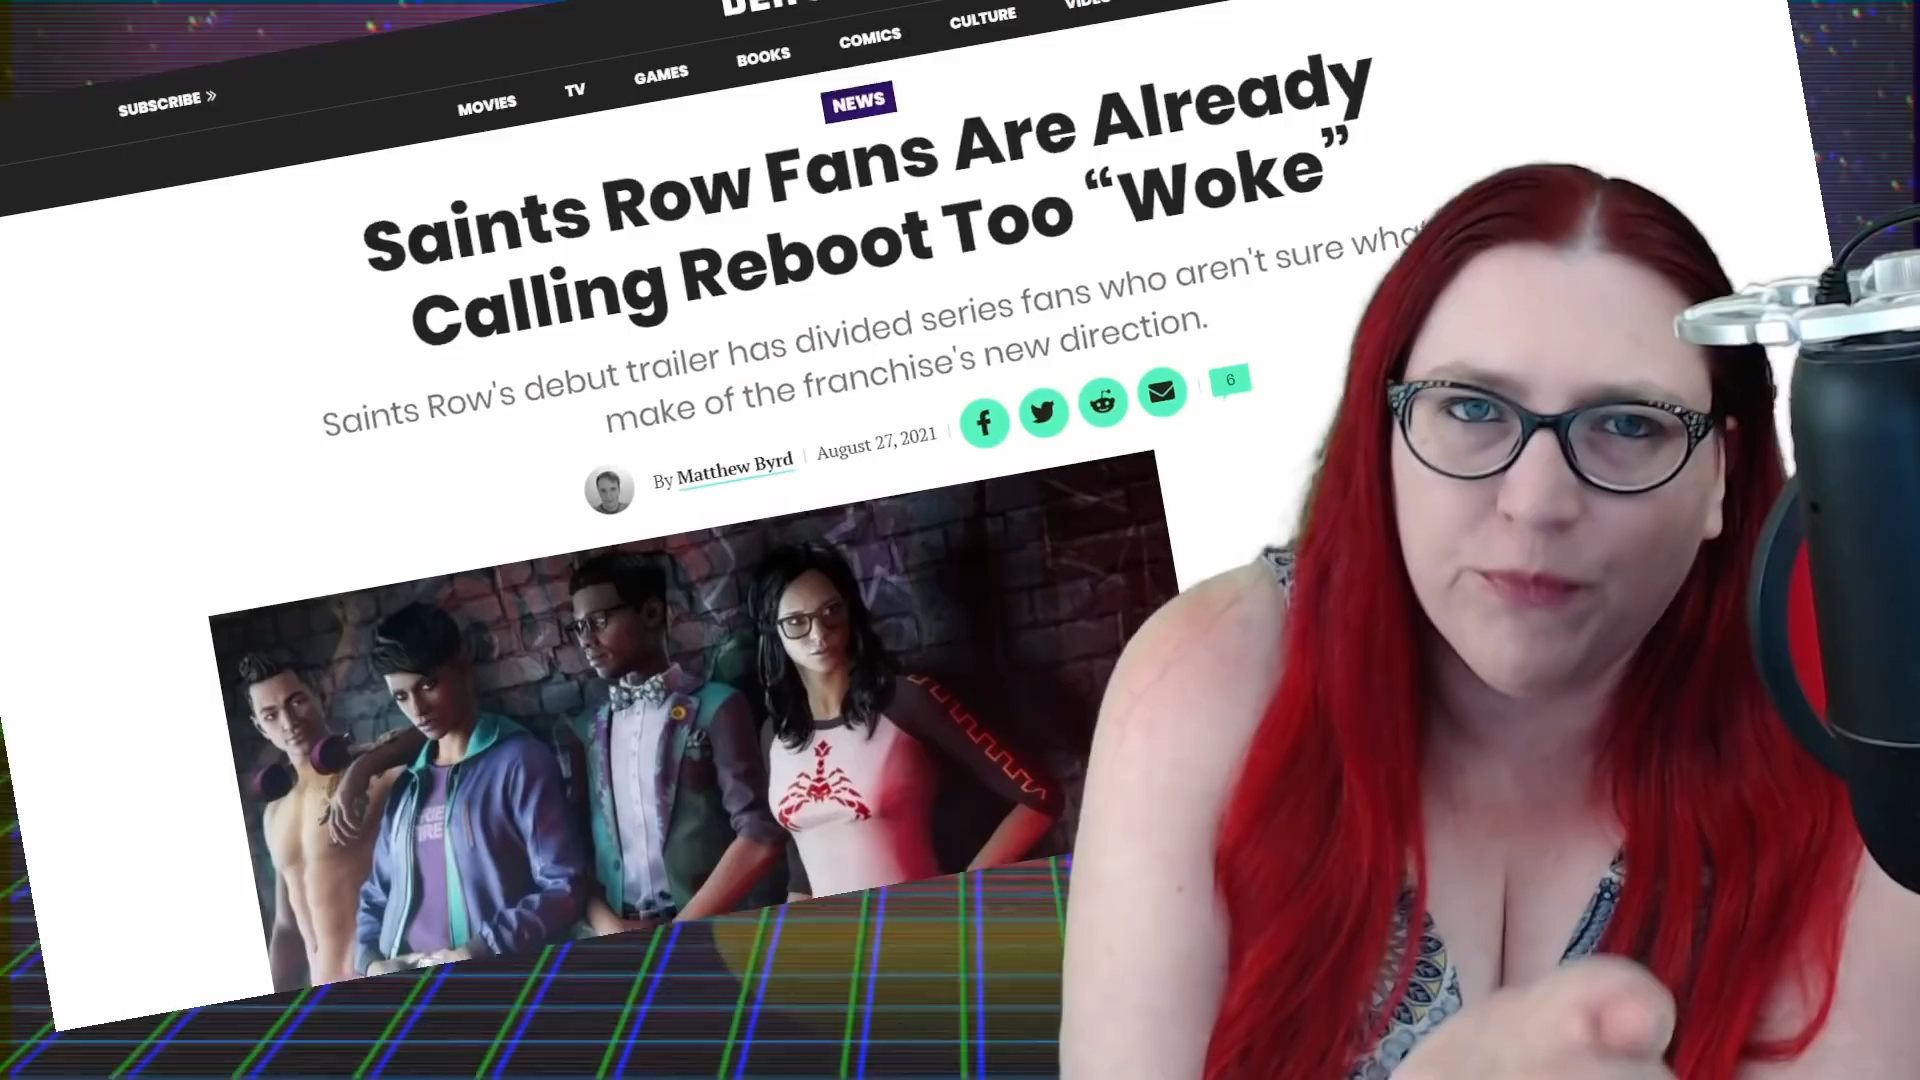 SUBSCRIBE »
MOVIES TV GAMES BOOKS COMICS CULTURE
NEWS
Saints Row Fans Are Already
Calling Reboot Too “Woke”
Saints Row's debut trailer has divided series fans who aren't sure
make of the franchise's new direction.
By Matthew Byrd | August 27, 2021
6